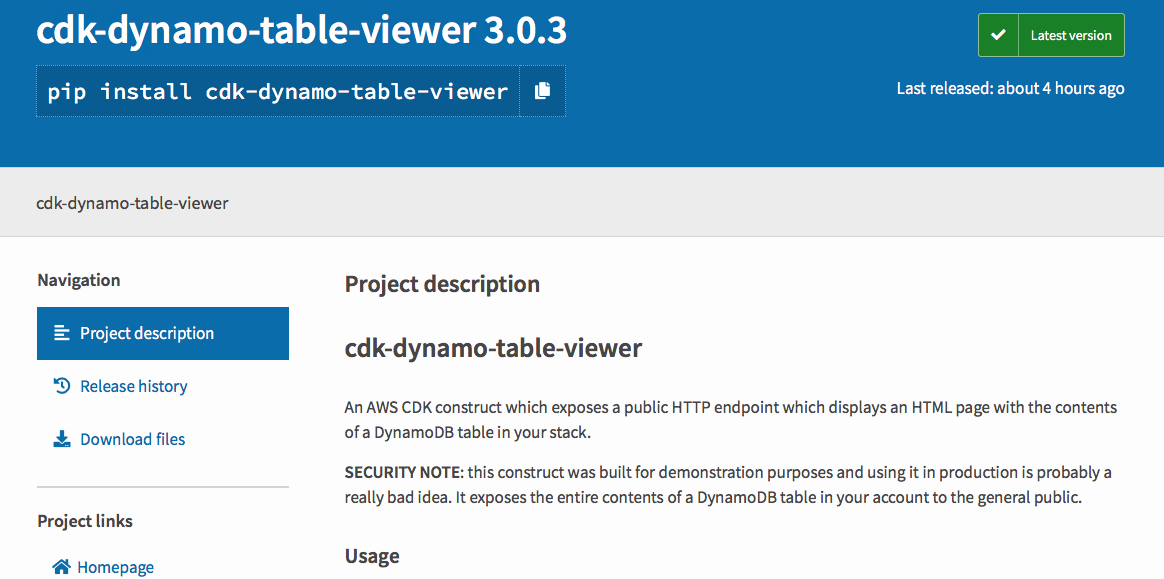 cdk-dynamo-table-viewer 3.0.3
pip install cdk-dynamo-table-viewer
Latest version
Last released: about 4 hours ago
cdk-dynamo-table-viewer
Navigation
Project description
Release history
Download files
Project links
Homepage
Project description
cdk-dynamo-table-viewer
An AWS CDK construct which exposes a public HTTP endpoint which displays an HTML page with the contents
of a DynamoDB table in your stack.
SECURITY NOTE: this construct was built for demonstration purposes and using it in production is probably a
really bad idea. It exposes the entire contents of a DynamoDB table in your account to the general public.
Usage